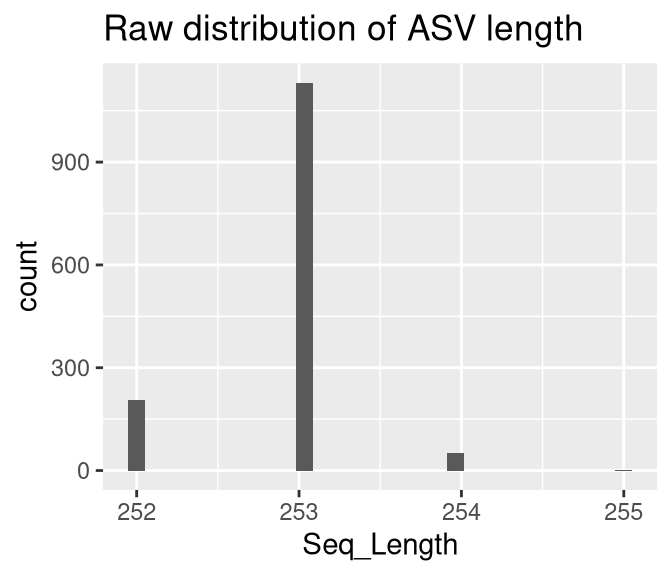 Raw distribution of ASV length
900
600
300
0
count
252 253 254 255
Seq_Length